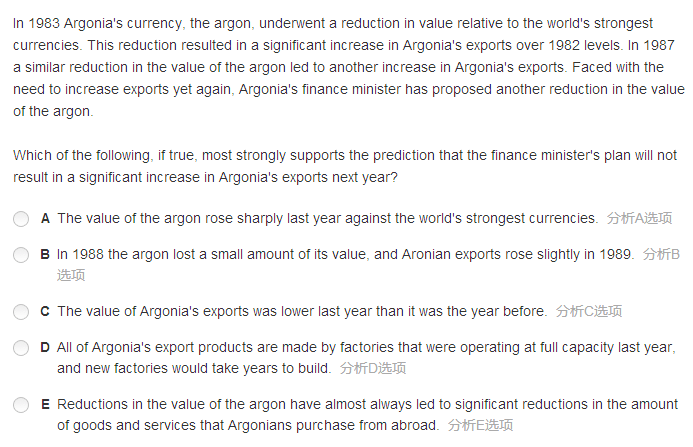 In 1983 Argonia's currency, the argon, underwent a reduction in value relative to the world's strongest
currencies. This reduction resulted in a significant increase in Argonia's exports over 1982 levels. In 1987
a similar reduction in the value of the argon led to another increase in Argonia's exports. Faced with the
need to increase exports yet again, Argonia's finance minister has proposed another reduction in the value
of the argon.
Which of the following, if true, most strongly supports the prediction that the finance minister's plan will not
result in a significant increase in Argonia's exports next year?
A The value of the argon rose sharply last year against the world's strongest currencies. 分析A选项
B In 1988 the argon lost a small amount of its value, and Aronian exports rose slightly in 1989. 分析B
选项
C The value of Argonia's exports was lower last year than it was the year before. 分析C选项
D All of Argonia's export products are made by factories that were operating at full capacity last year,
and new factories would take years to build. 分析D选项
E Reductions in the value of the argon have almost always led to significant reductions in the amount
of goods and services that Argonians purchase from abroad. 分析E选项